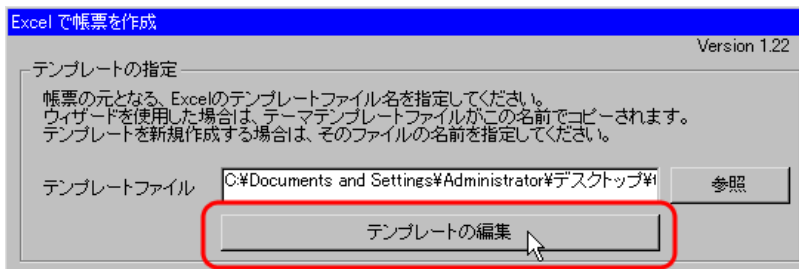 Excel で帳票を作成
Version 1.22
テンプレートの指定
帳票の元となる、Excelのテンプレートファイル名を指定してください。
ウィザードを使用した場合は、テーマテンプレートファイルがこの名前でコピーされます。
テンプレートを新規作成する場合は、そのファイルの名前を指定してください。
テンプレートファイル C:¥Documents and Settings¥Administrator¥デスクトップ¥t 参照
テンプレートの編集